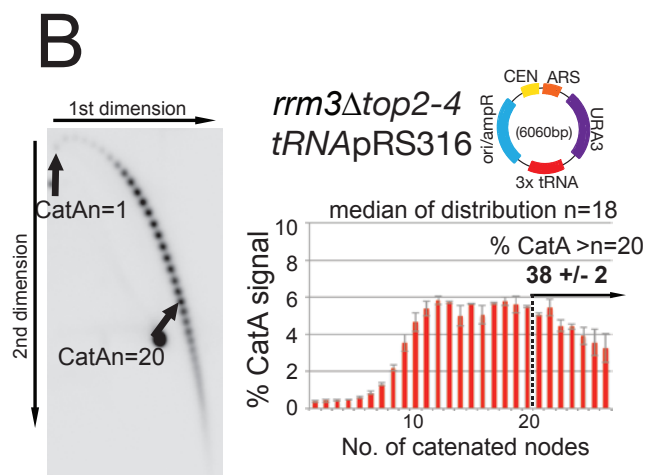 B
1st dimension
2nd dimension
CatAn=1
CatAn=20
rrm3Δtop2-4
tRNApRS316
CEN ARS
ori/ampR
URA3
(6060bp)
3x tRNA
median of distribution n=18
% CatA >n=20
38 +/- 2
% CatA signal
10
8
6
4
2
0
10
20
No. of catenated nodes